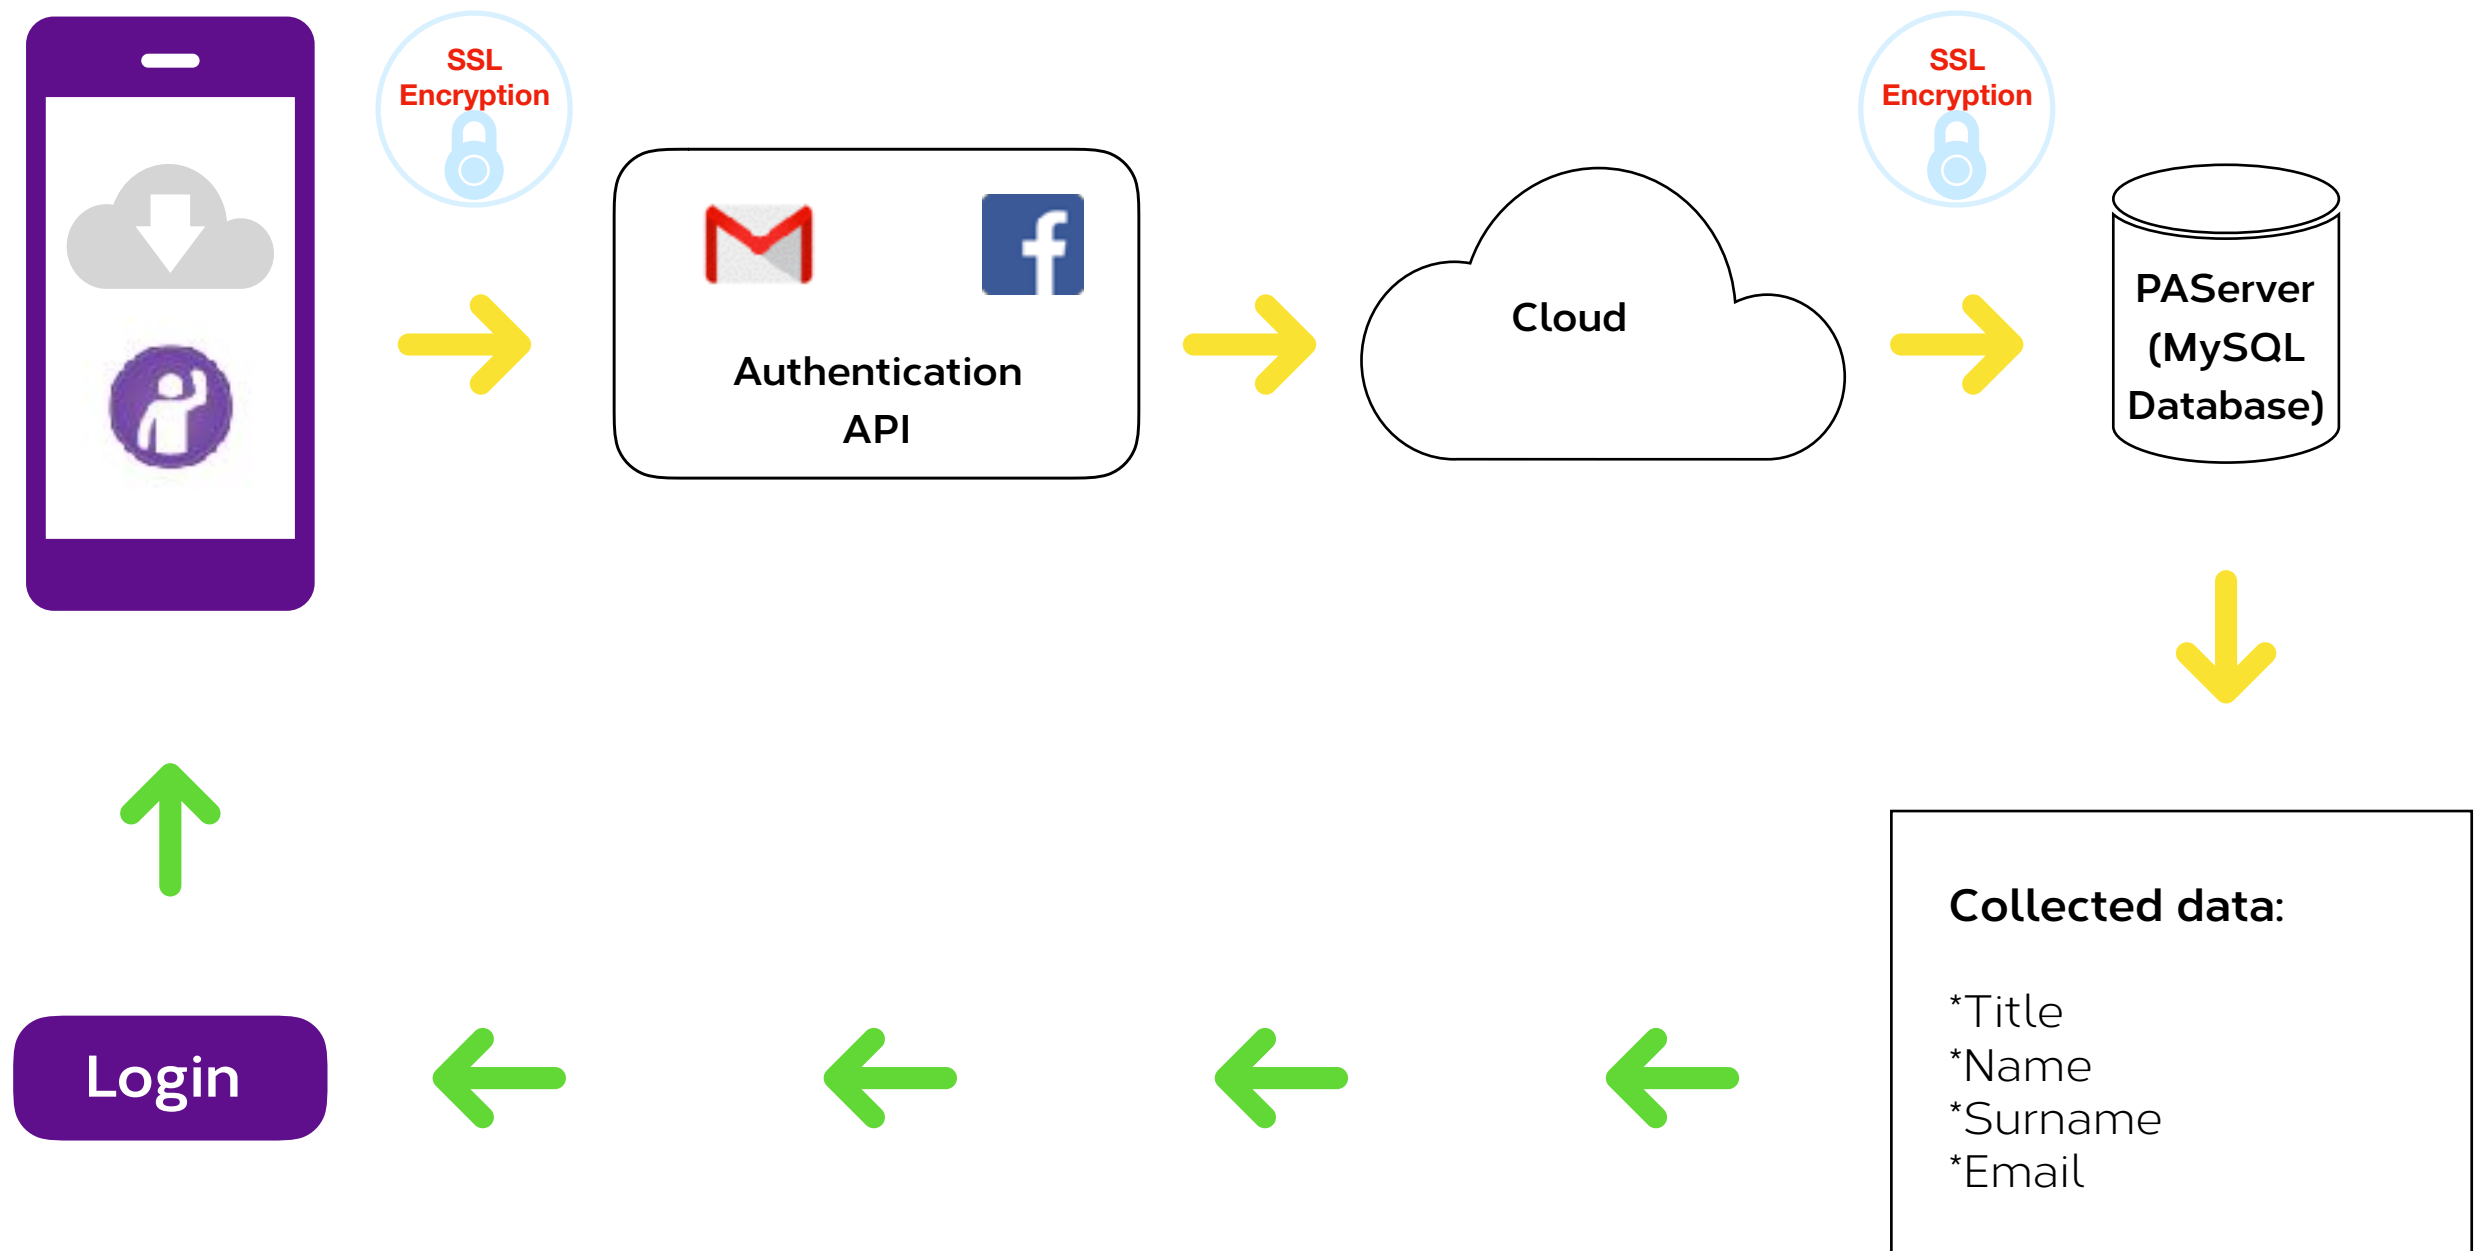 SSL
Encryption
SSL
Encryption
Authentication
API
Cloud
PAServer
(MySQL
Database)
Collected data:
*Title
*Name
*Surname
*Email
Login